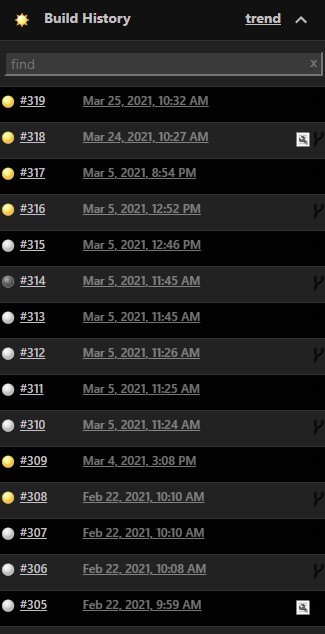 Build History trend
find x
#319 Mar 25, 2021, 10:32 AM
#318 Mar 24, 2021, 10:27 AM
#317 Mar 5, 2021, 8:54 PM
#316 Mar 5, 2021, 12:52 PM
#315 Mar 5, 2021, 12:46 PM
#314 Mar 5, 2021, 11:45 AM
#313 Mar 5, 2021, 11:45 AM
#312 Mar 5, 2021, 11:26 AM
#311 Mar 5, 2021, 11:25 AM
#310 Mar 5, 2021, 11:24 AM
#309 Mar 4, 2021, 3:08 PM
#308 Feb 22, 2021, 10:10 AM
#307 Feb 22, 2021, 10:10 AM
#306 Feb 22, 2021, 10:08 AM
#305 Feb 22, 2021, 9:59 AM